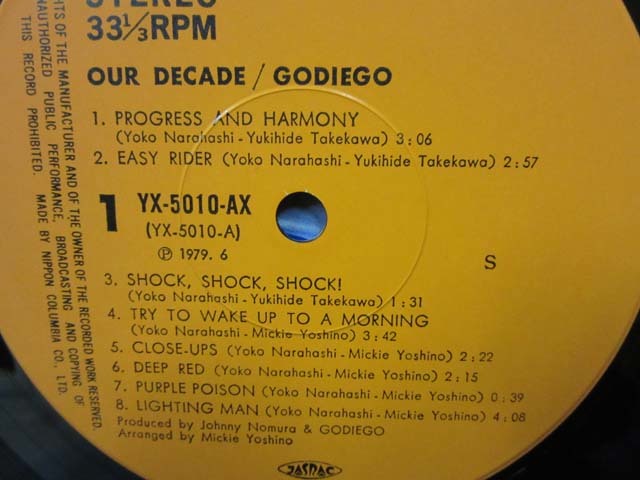 STEREO
33 1/3 RPM
OUR DECADE / GODIEGO
1. PROGRESS AND HARMONY
(Yoko Narahashi - Yukihide Takekawa) 3:06
2. EASY RIDER (Yoko Narahashi - Yukihide Takekawa) 2:57
1 YX-5010-AX
(YX-5010-A)
Ⓟ 1979. 6
S
3. SHOCK, SHOCK, SHOCK!
(Yoko Narahashi - Yukihide Takekawa) 1:31
4. TRY TO WAKE UP TO A MORNING
(Yoko Narahashi - Mickie Yoshino) 3:42
5. CLOSE-UPS (Yoko Narahashi - Mickie Yoshino) 2:22
6. DEEP RED (Yoko Narahashi - Mickie Yoshino) 2:15
7. PURPLE POISON (Yoko Narahashi - Mickie Yoshino) 0:39
8. LIGHTING MAN (Yoko Narahashi - Mickie Yoshino) 4:08
Produced by Johnny Nomura & GODIEGO
Arranged by Mickie Yoshino
JASRAC
OF THE MANUFACTURER AND OF THE OWNER OF THE RECORDED WORK RESERVED.
UNAUTHORIZED PUBLIC PERFORMANCE, BROADCASTING AND COPYING OF
THIS RECORD PROHIBITED. MADE BY NIPPON COLUMBIA CO., LTD.